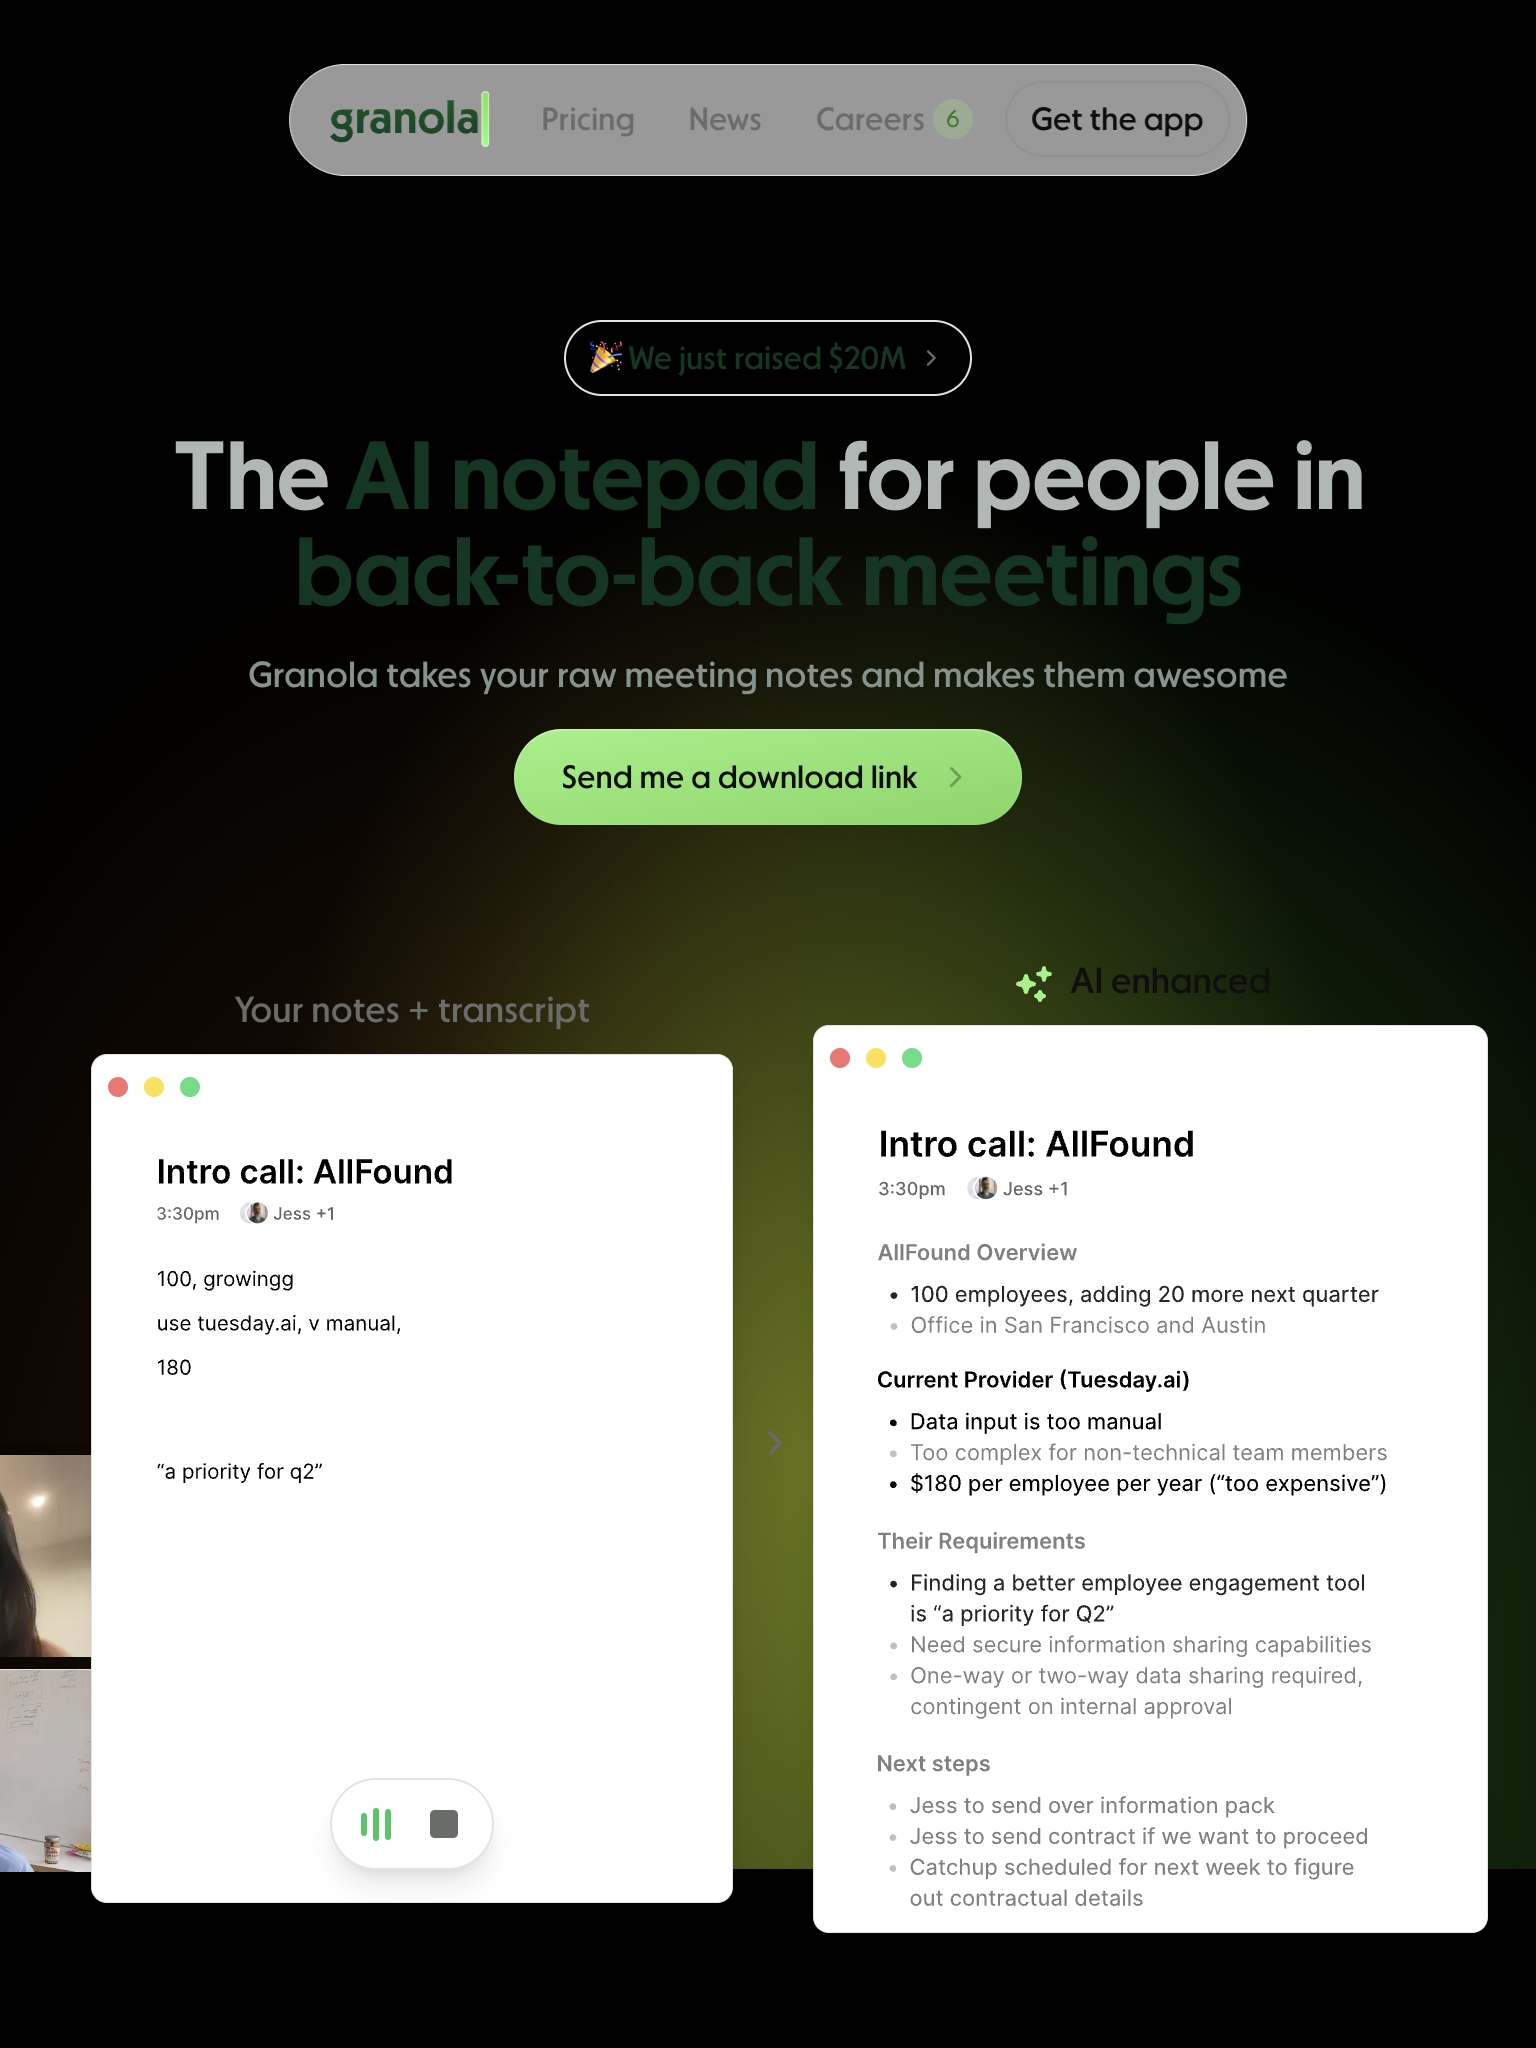 granola Pricing News Careers 6 Get the app
🎉 We just raised $20M
The AI notepad for people in
back-to-back meetings
Granola takes your raw meeting notes and makes them awesome
Send me a download link
Your notes + transcript
Intro call: AllFound
3:30pm Jess +1
100, growingg
use tuesday.ai, v manual,
180
“a priority for q2”
AI enhanced
Intro call: AllFound
3:30pm Jess +1
AllFound Overview
• 100 employees, adding 20 more next quarter
• Office in San Francisco and Austin
Current Provider (Tuesday.ai)
• Data input is too manual
• Too complex for non-technical team members
• $180 per employee per year (“too expensive”)
Their Requirements
• Finding a better employee engagement tool
is “a priority for Q2”
• Need secure information sharing capabilities
• One-way or two-way data sharing required,
contingent on internal approval
Next steps
• Jess to send over information pack
• Jess to send contract if we want to proceed
• Catchup scheduled for next week to figure
out contractual details